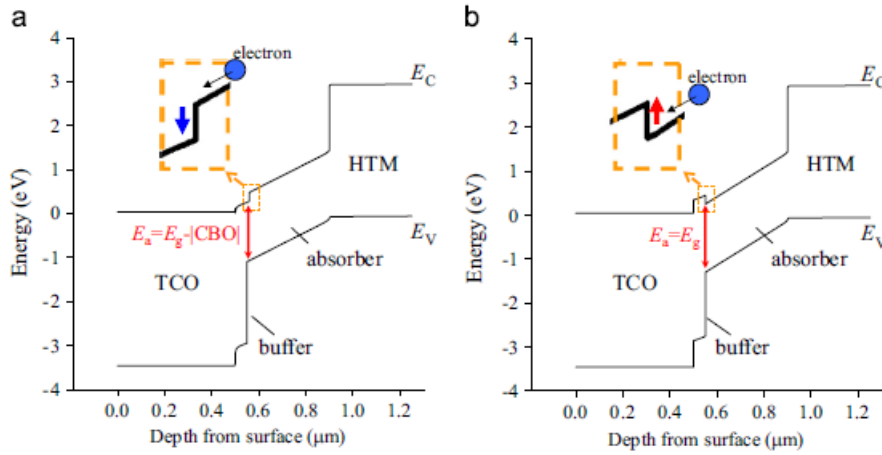 a
4
3
2
1
0
-1
-2
-3
-4
Energy (eV)
0.0 0.2 0.4 0.6 0.8 1.0 1.2
Depth from surface (μm)
electron
E_C
HTM
E_V
E_a=E_g-|CBO|
absorber
TCO
buffer
b
4
3
2
1
0
-1
-2
-3
-4
Energy (eV)
0.0 0.2 0.4 0.6 0.8 1.0 1.2
Depth from surface (μm)
electron
E_C
HTM
E_V
E_a=E_g
absorber
TCO
buffer